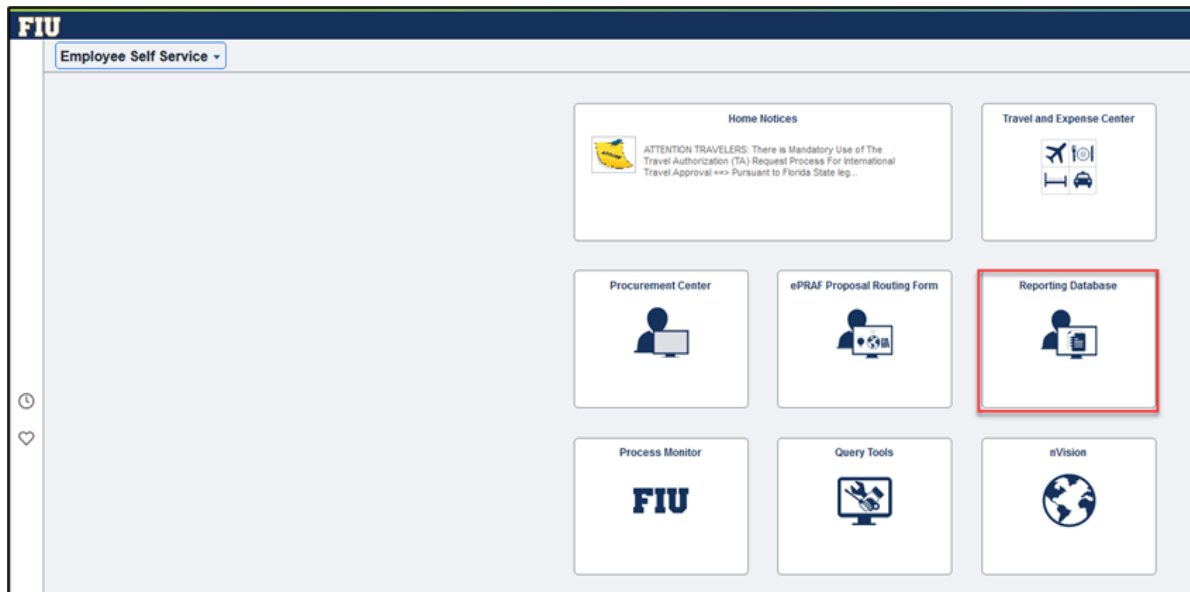 FIU
Employee Self Service
Home Notices
ATTENTION TRAVELERS: There is Mandatory Use of The
Travel Authorization (TA) Request Process For International
Travel Approval ==> Pursuant to Florida State leg...
Travel and Expense Center
Procurement Center
ePRAF Proposal Routing Form
Reporting Database
Process Monitor
FIU
Query Tools
nVision